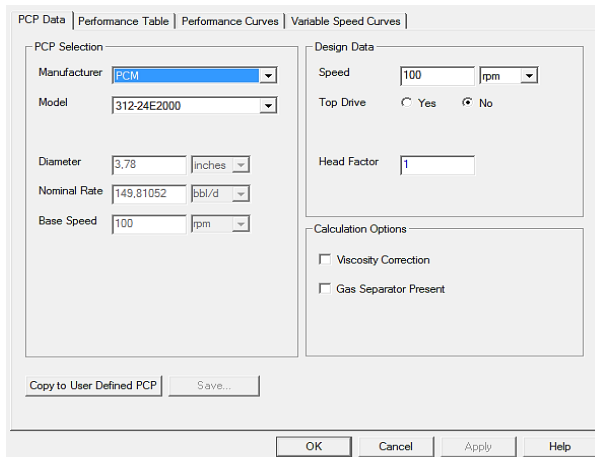 PCP Data Performance Table Performance Curves Variable Speed Curves
PCP Selection
Manufacturer PCM
Model 312-24E2000
Diameter 3,78 inches
Nominal Rate 149,81052 bbl/d
Base Speed 100 rpm
Design Data
Speed 100 rpm
Top Drive Yes No
Head Factor 1
Calculation Options
Viscosity Correction
Gas Separator Present
Copy to User Defined PCP Save...
OK Cancel Apply Help